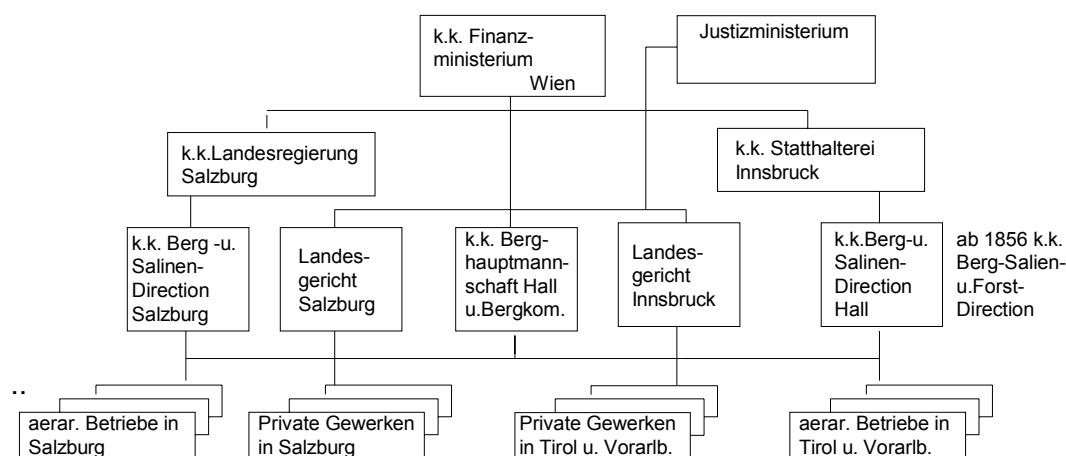 k.k. Finanz-
ministerium
Wien
Justizministerium
k.k.Landesregierung
Salzburg
k.k. Statthalterei
Innsbruck
k.k. Berg -u.
Salinen-
Direction
Salzburg
Landes-
gericht
Salzburg
k.k. Berg-
hauptmann-
schaft Hall
u.Bergkom.
Landes-
gericht
Innsbruck
k.k.Berg-u.
Salinen-
Direction
Hall
ab 1856 k.k.
Berg-Salien-
u.Forst-
Direction
..
aerar. Betriebe in
Salzburg
Private Gewerken
in Salzburg
Private Gewerken
in Tirol u. Vorarlb.
aerar. Betriebe in
Tirol u. Vorarlb.